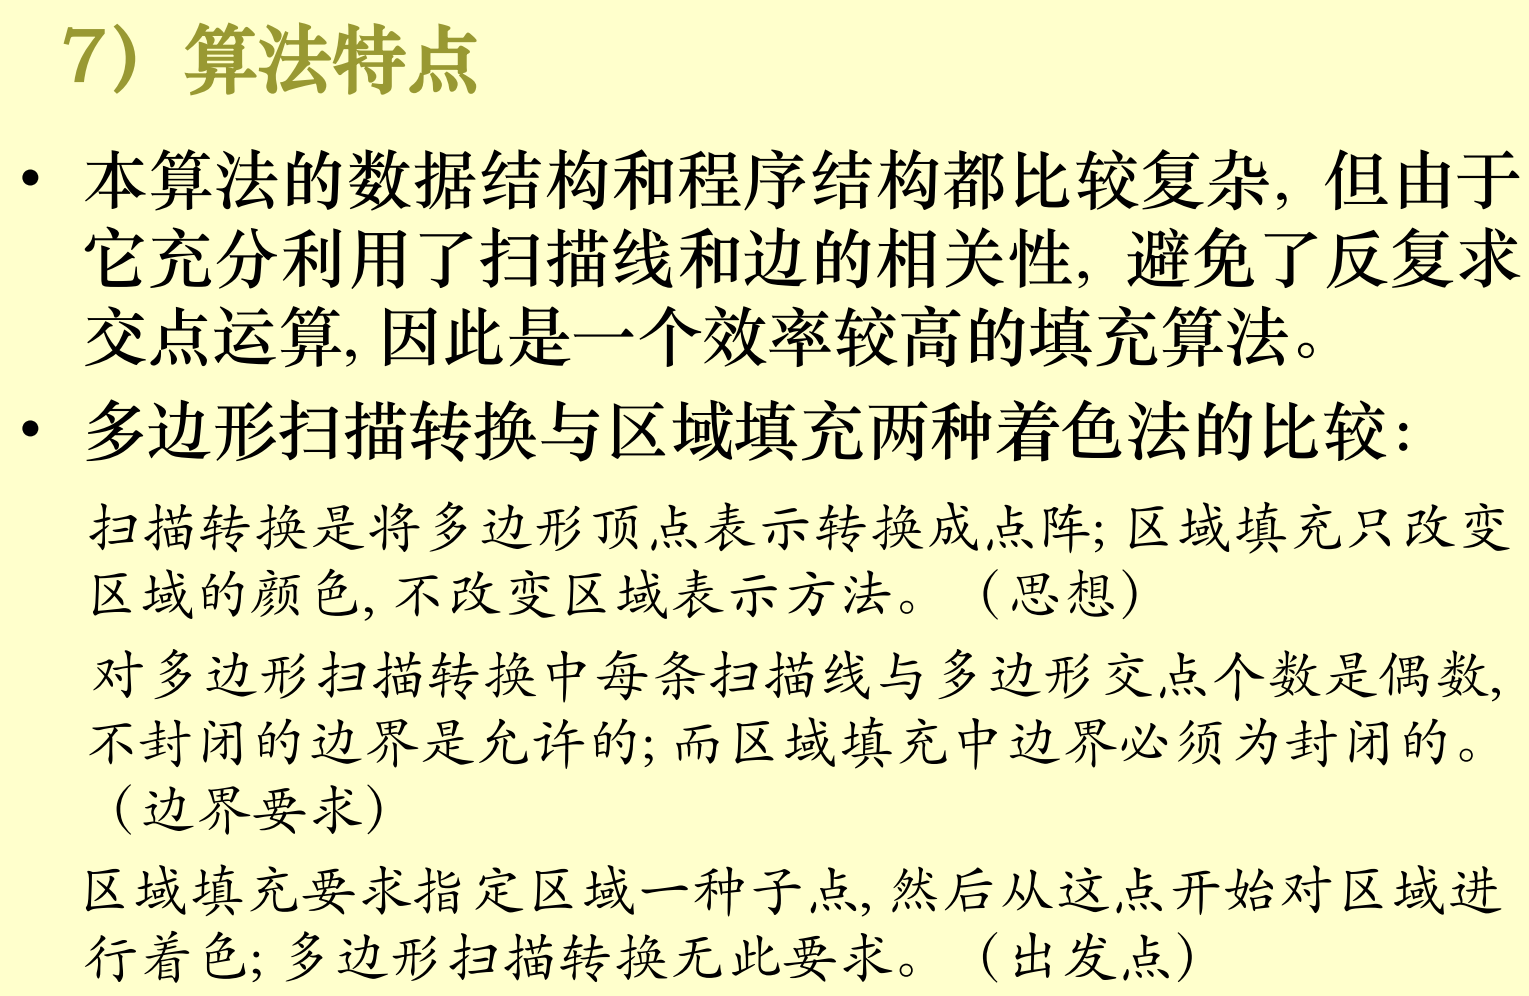 7）算法特点
• 本算法的数据结构和程序结构都比较复杂, 但由于
它充分利用了扫描线和边的相关性, 避免了反复求
交点运算, 因此是一个效率较高的填充算法。
• 多边形扫描转换与区域填充两种着色法的比较:
扫描转换是将多边形顶点表示转换成点阵; 区域填充只改变
区域的颜色, 不改变区域表示方法。（思想）
对多边形扫描转换中每条扫描线与多边形交点个数是偶数,
不封闭的边界是允许的; 而区域填充中边界必须为封闭的。
（边界要求）
区域填充要求指定区域一种子点, 然后从这点开始对区域进
行着色; 多边形扫描转换无此要求。（出发点）